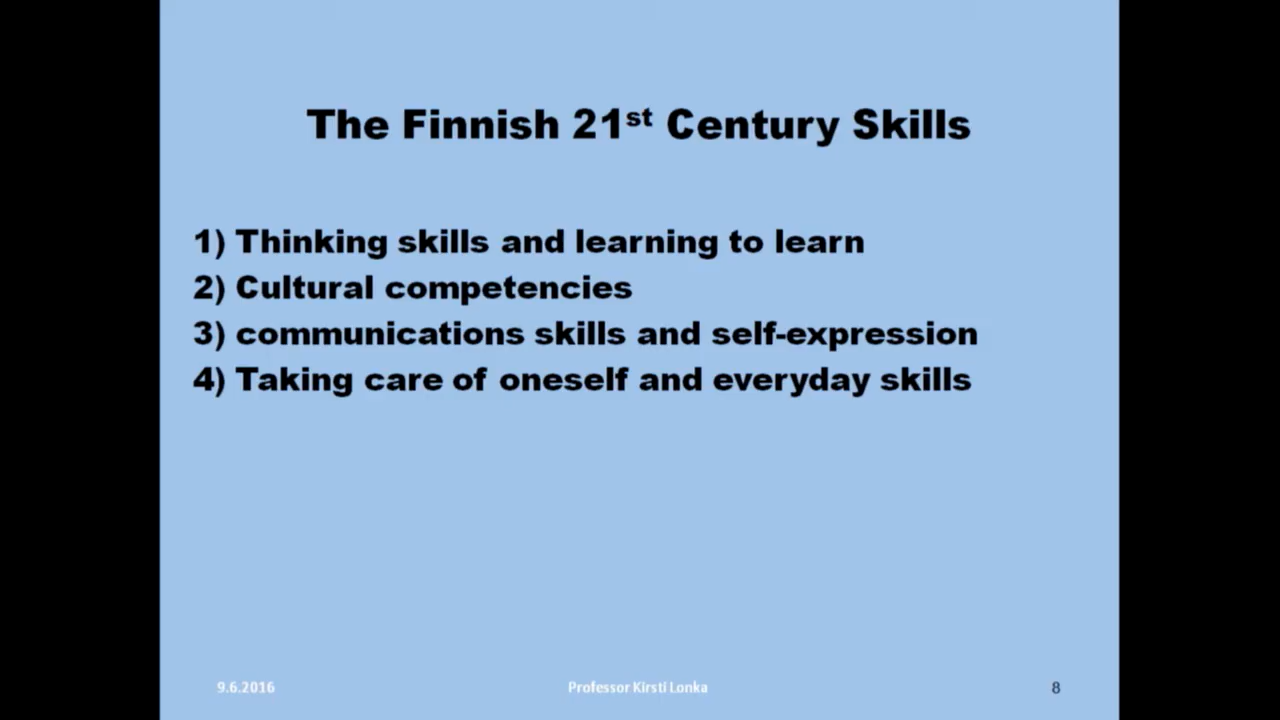 The Finnish 21st Century Skills
1) Thinking skills and learning to learn
2) Cultural competencies
3) communications skills and self-expression
4) Taking care of oneself and everyday skills
9.6.2016
Professor Kirsti Lonka
8